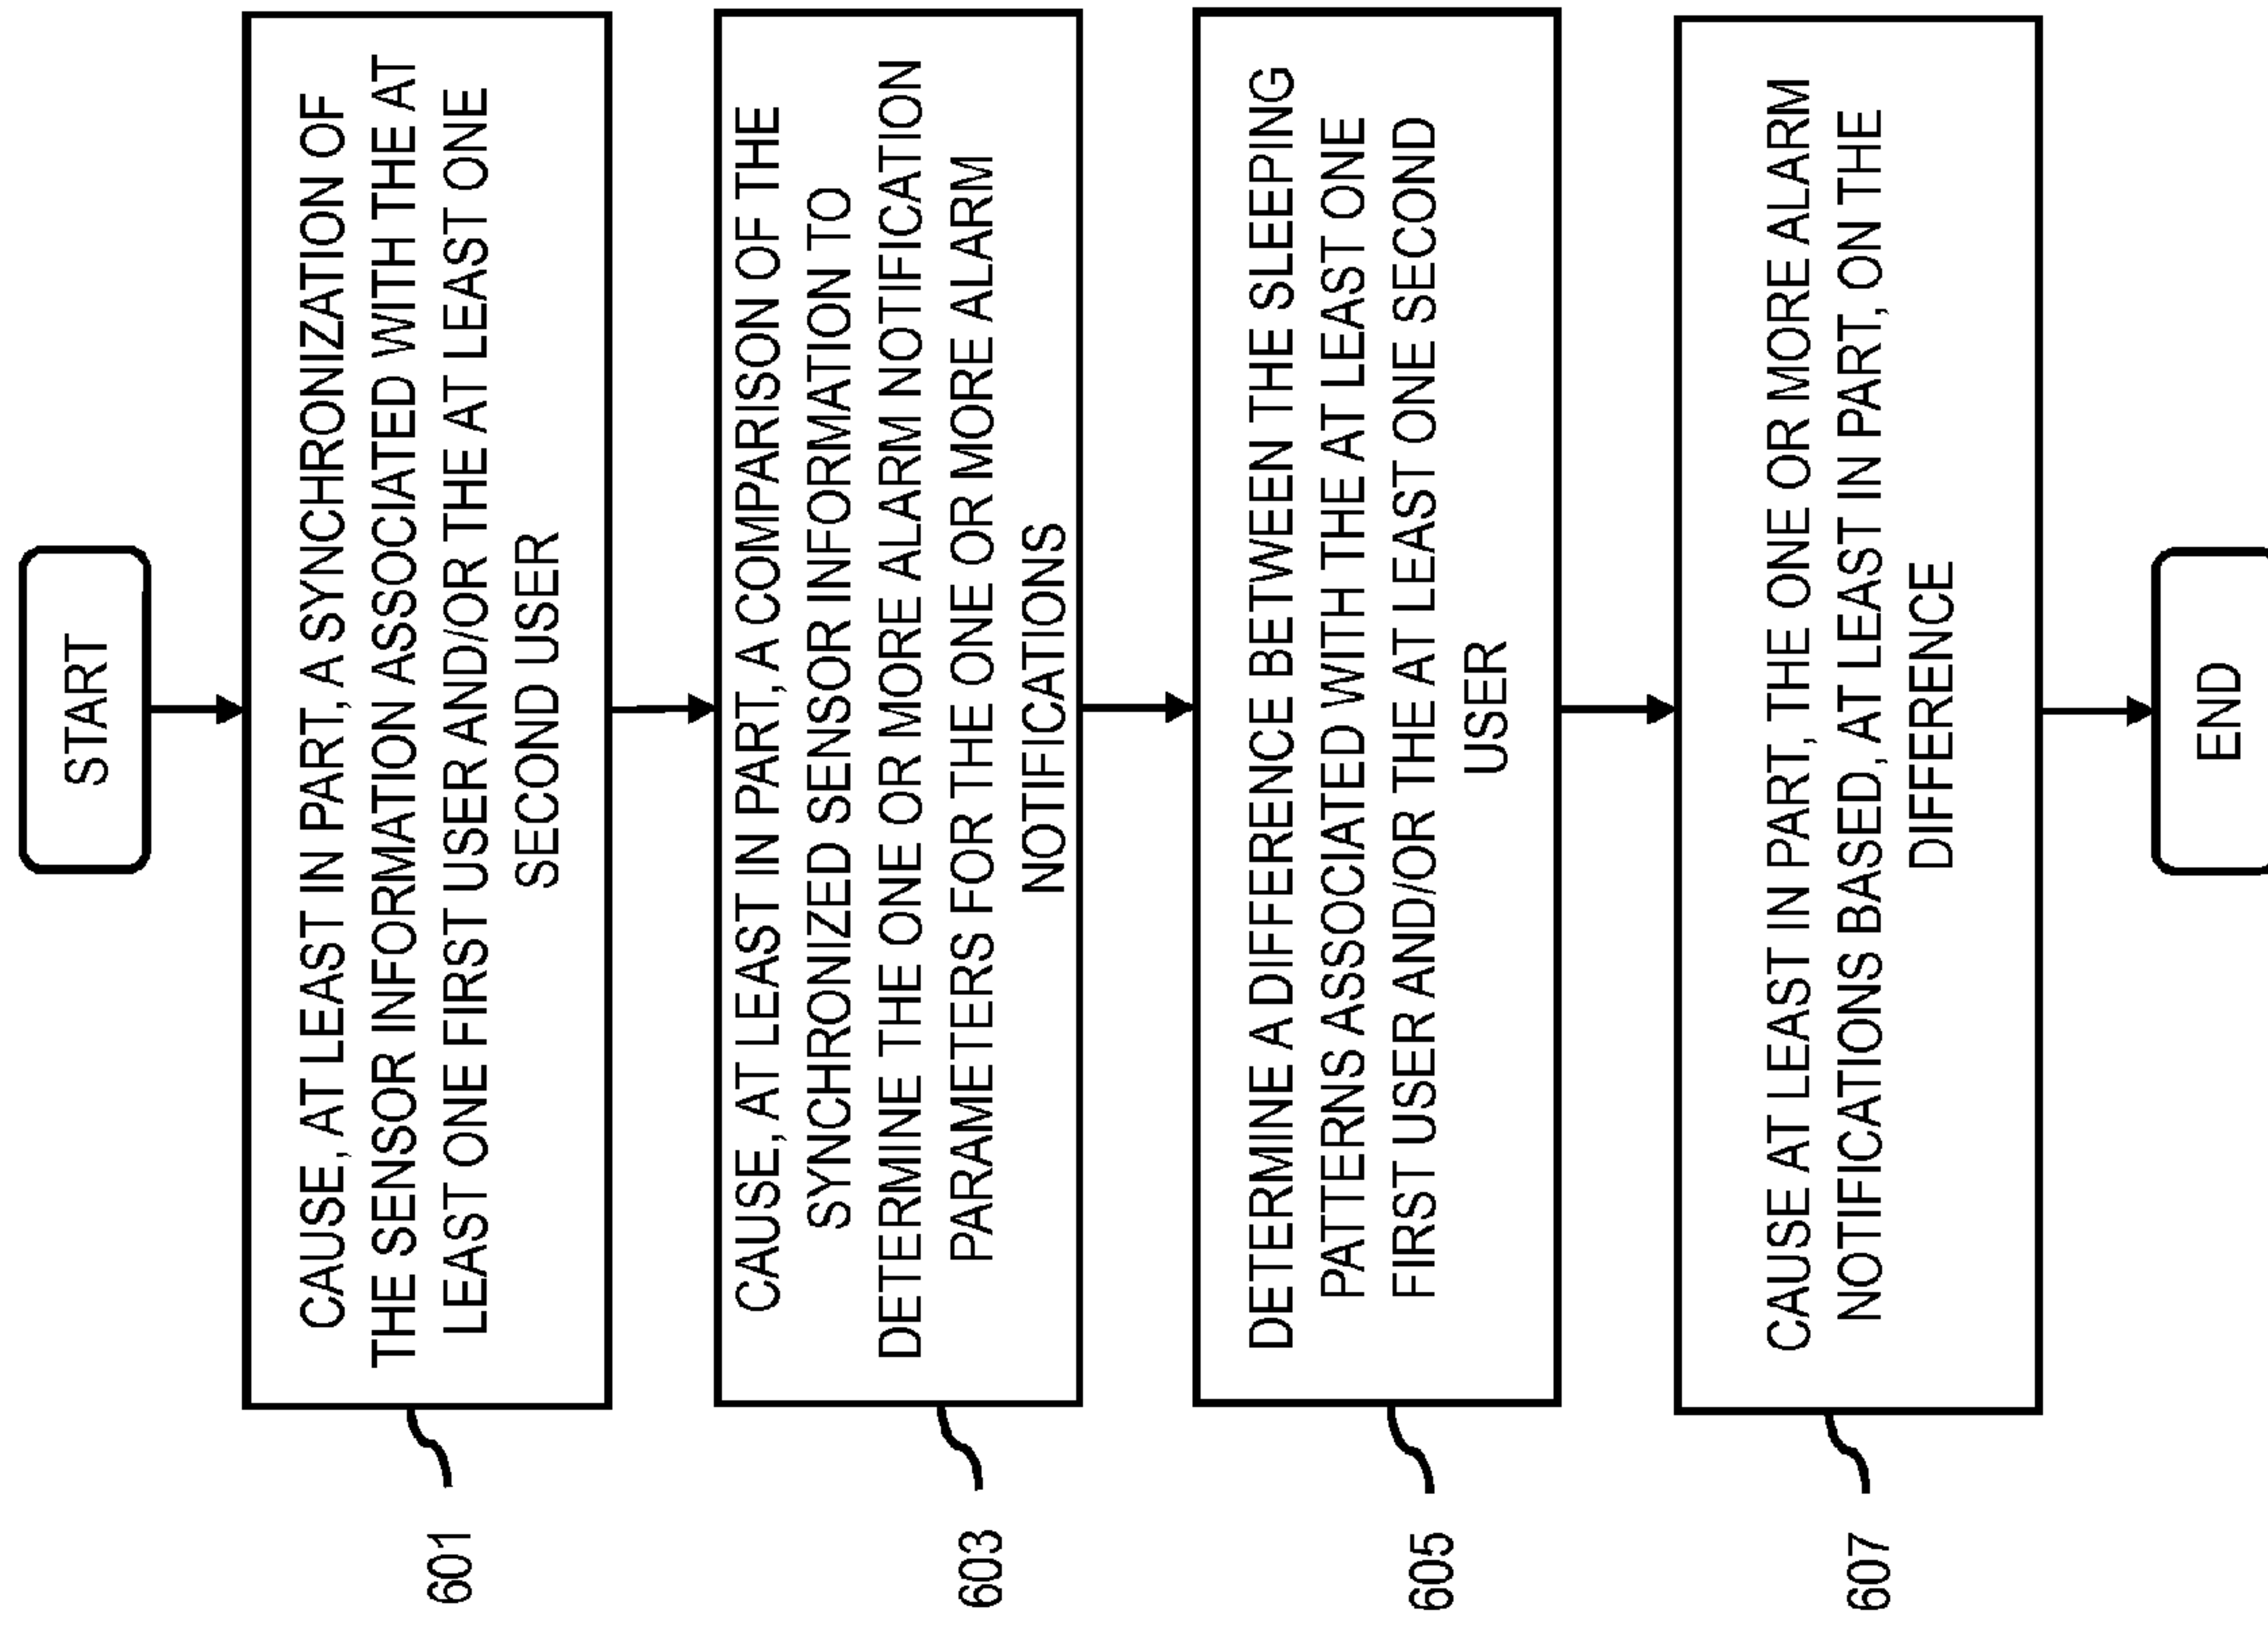 START
CAUSE, AT LEAST IN PART, A SYNCHRONIZATION OF
THE SENSOR INFORMATION ASSOCIATED WITH THE AT
LEAST ONE FIRST USER AND/OR THE AT LEAST ONE
SECOND USER
601
CAUSE, AT LEAST IN PART, A COMPARISON OF THE
SYNCHRONIZED SENSOR INFORMATION TO
DETERMINE THE ONE OR MORE ALARM NOTIFICATION
PARAMETERS FOR THE ONE OR MORE ALARM
NOTIFICATIONS
603
DETERMINE A DIFFERENCE BETWEEN THE SLEEPING
PATTERNS ASSOCIATED WITH THE AT LEAST ONE
FIRST USER AND/OR THE AT LEAST ONE SECOND
USER
605
CAUSE AT LEAST IN PART, THE ONE OR MORE ALARM
NOTIFICATIONS BASED, AT LEAST IN PART, ON THE
DIFFERENCE
607
END